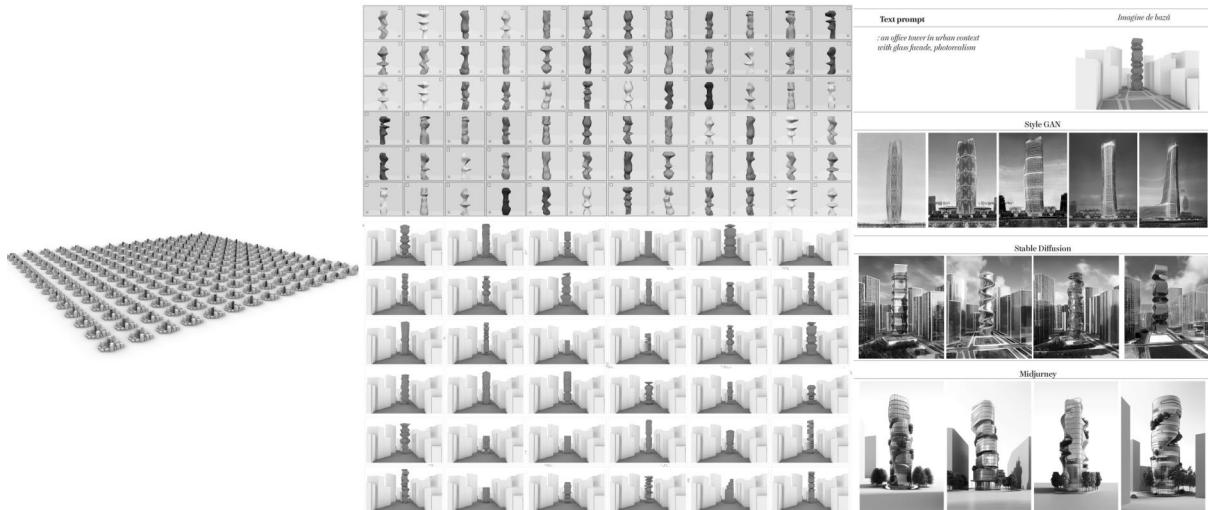 Text prompt
Imagine de bază
: an office tower in urban context
with glass facade, photorealism
Style GAN
Stable Diffusion
Midjurney